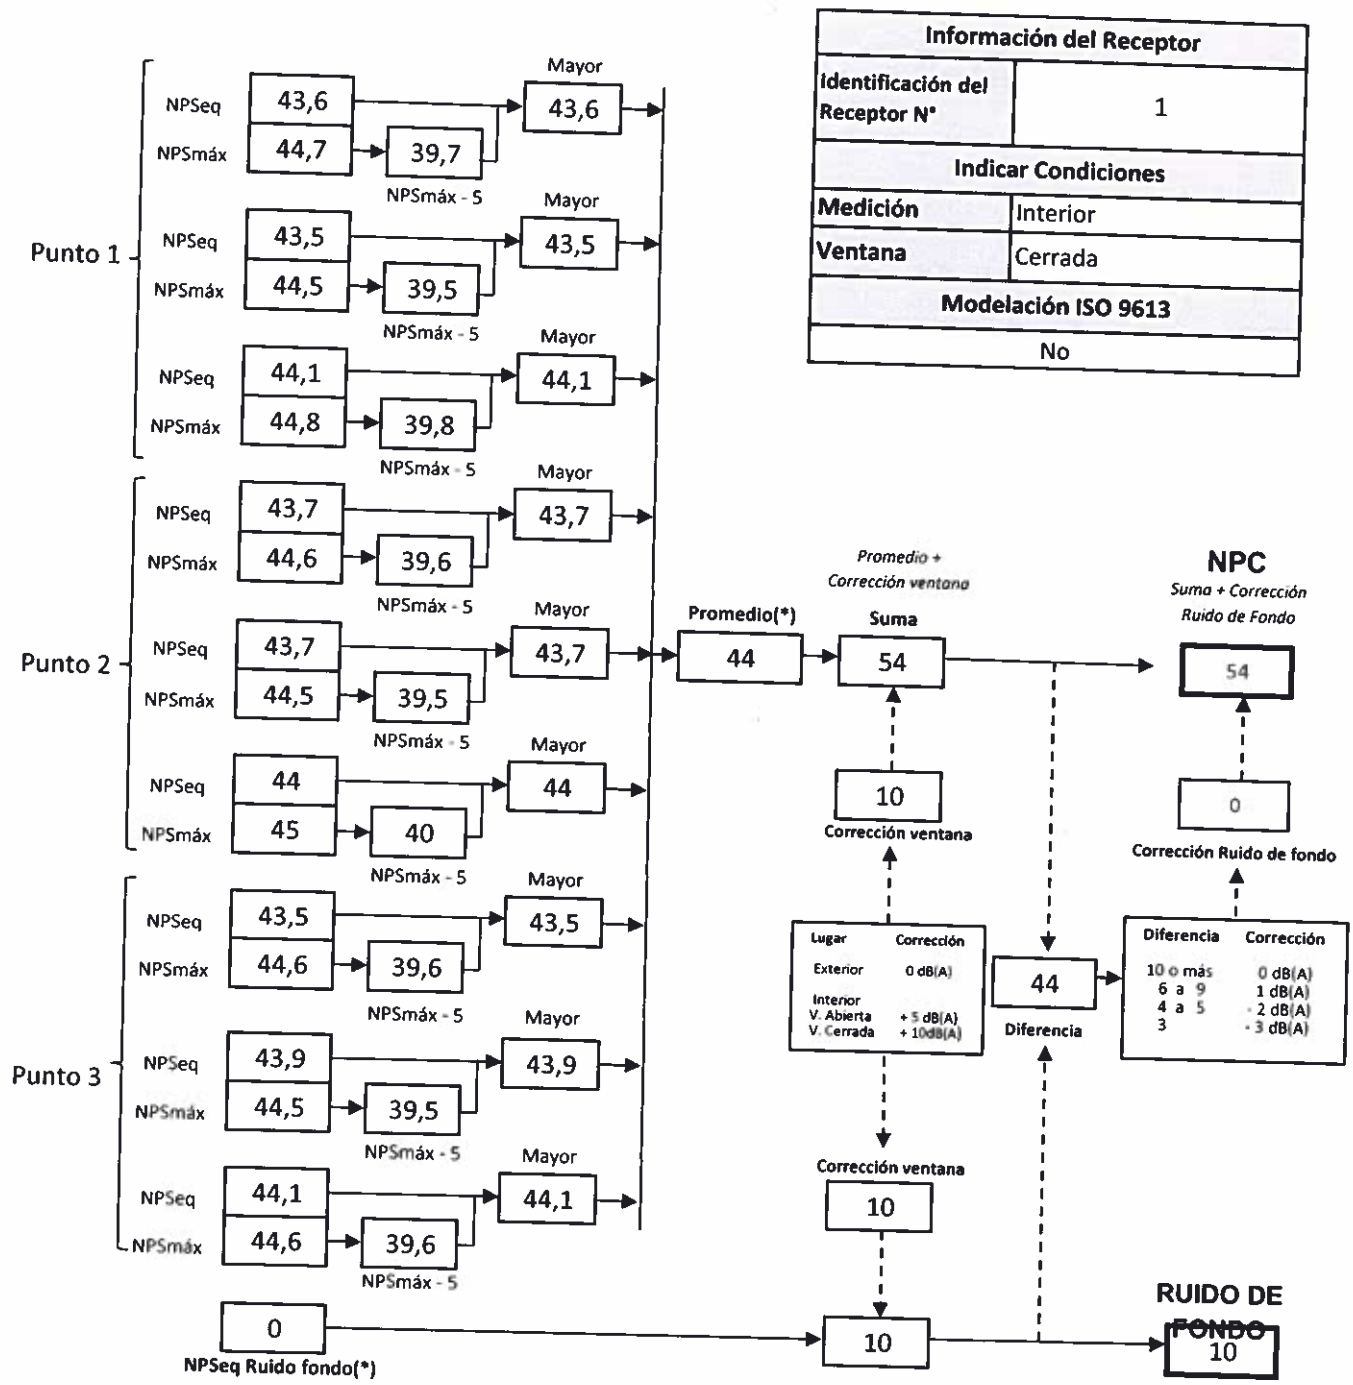 Información del Receptor
Identificación del Receptor N° 1
Indicar Condiciones
Medición Interior
Ventana Cerrada
Modelación ISO 9613
No
Punto 1
Mayor
NPSeq 43,6 43,6
NPSmáx 44,7 39,7
NPSmáx - 5
Mayor
NPSeq 43,5 43,5
NPSmáx 44,5 39,5
NPSmáx - 5
Mayor
NPSeq 44,1 44,1
NPSmáx 44,8 39,8
NPSmáx - 5
Punto 2
Mayor
NPSeq 43,7 43,7
NPSmáx 44,6 39,6
NPSmáx - 5
Mayor
NPSeq 43,7 43,7
NPSmáx 44,5 39,5
NPSmáx - 5
Mayor
NPSeq 44 44
NPSmáx 45 40
NPSmáx - 5
Punto 3
Mayor
NPSeq 43,5 43,5
NPSmáx 44,6 39,6
NPSmáx - 5
Mayor
NPSeq 43,9 43,9
NPSmáx 44,5 39,5
NPSmáx - 5
Mayor
NPSeq 44,1 44,1
NPSmáx 44,6 39,6
NPSmáx - 5
Promedio(*)
44
Promedio +
Corrección ventana
Suma
54
10
Corrección ventana
NPC
Suma + Corrección
Ruido de Fondo
54
0
Corrección Ruido de fondo
Lugar Corrección
Exterior 0 dB(A)
Interior
V. Abierta + 5 dB(A)
V. Cerrada + 10dB(A)
44
Diferencia
Diferencia Corrección
10 o más 0 dB(A)
6 a 9 1 dB(A)
4 a 5 - 2 dB(A)
3 - 3 dB(A)
Corrección ventana
10
0
NPSeq Ruido fondo(*)
10
RUIDO DE
FONDO
10